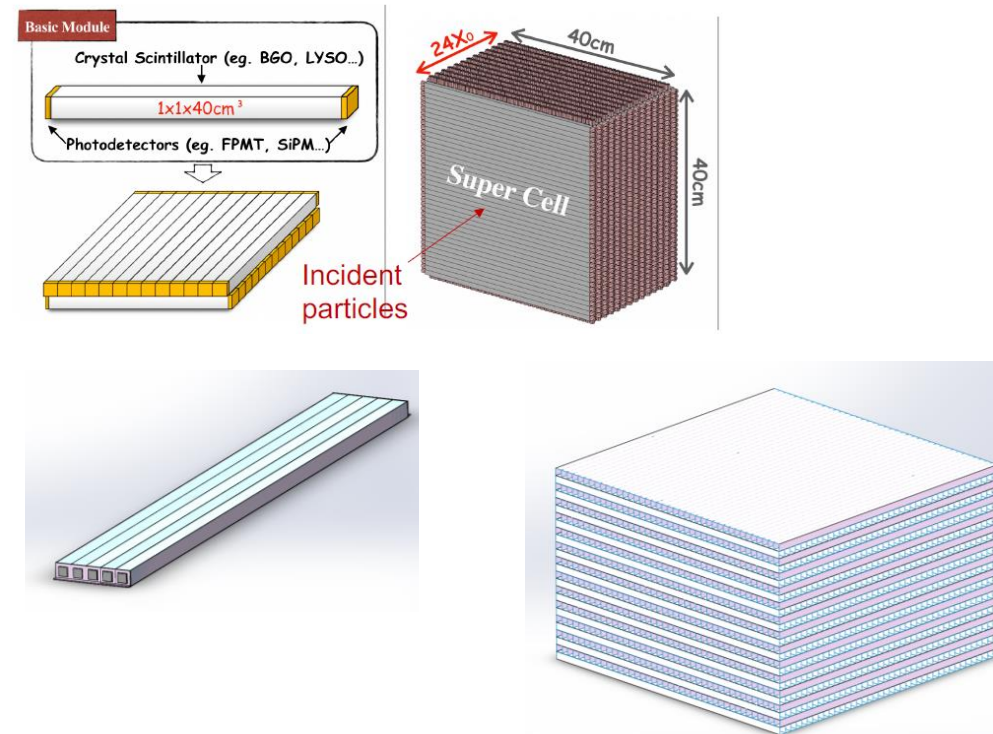 Basic Module
Crystal Scintillator (eg. BGO, LYSO…)
1x1x40cm³
Photodetectors (eg. FPMT, SiPM…)
24X₀
40cm
40cm
Super Cell
Incident
particles